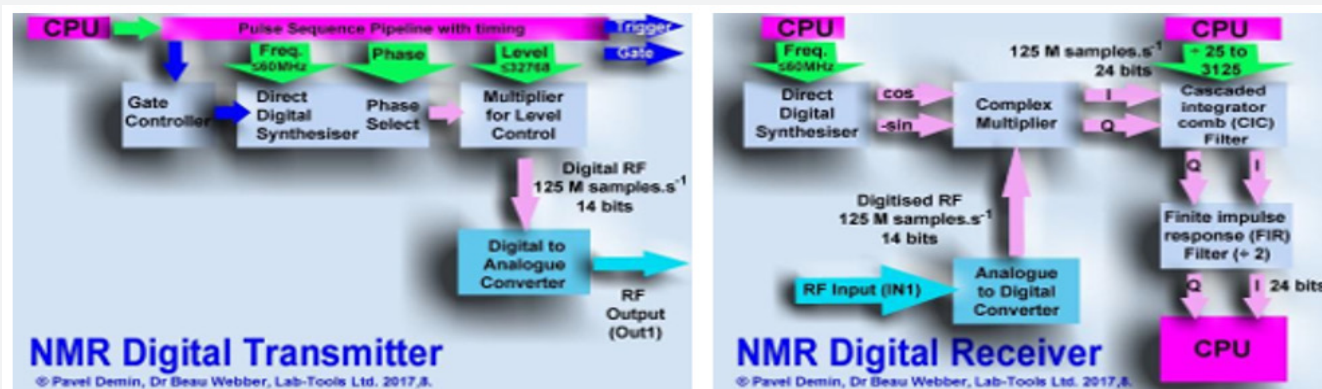 CPU
Pulse Sequence Pipeline with timing
Trigger
Gate
Freq.
≤60MHz
Phase
Level
≤32768
Gate
Controller
Direct
Digital
Synthesiser
Phase
Select
Multiplier
for Level
Control
Digital RF
125 M samples.s⁻¹
14 bits
Digital to
Analogue
Converter
RF
Output
(Out1)
NMR Digital Transmitter
® Pavel Demin, Dr Beau Webber, Lab-Tools Ltd. 2017,8.
CPU
Freq.
≤60MHz
Direct
Digital
Synthesiser
cos
-sin
Complex
Multiplier
125 M samples.s⁻¹
24 bits
I
Q
CPU
÷ 25 to
3125
Cascaded
integrator
comb (CIC)
Filter
Q
I
Digitised RF
125 M samples.s⁻¹
14 bits
Finite impulse
response (FIR)
Filter (÷ 2)
RF Input (IN1)
Analogue
to Digital
Converter
Q
I
24 bits
CPU
NMR Digital Receiver
® Pavel Demin, Dr Beau Webber, Lab-Tools Ltd. 2017,8.